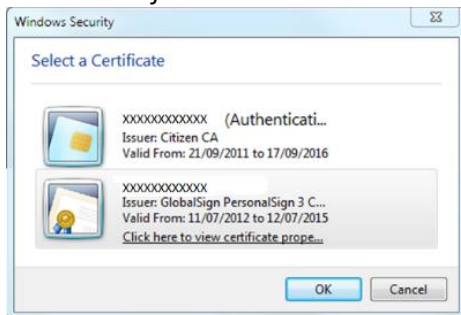 Windows Security
Select a Certificate
XXXXXXXXXXXX (Authenticati...
Issuer: Citizen CA
Valid From: 21/09/2011 to 17/09/2016
XXXXXXXXXXXX
Issuer: GlobalSign PersonalSign 3 C...
Valid From: 11/07/2012 to 12/07/2015
Click here to view certificate prope...
OK Cancel